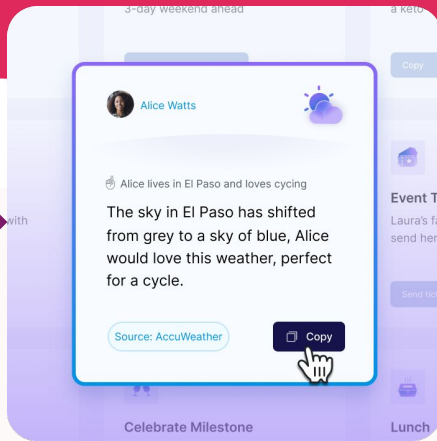 3-day weekend ahead
a keto
Copy
Alice Watts
Alice lives in El Paso and loves cycing
The sky in El Paso has shifted
from grey to a sky of blue, Alice
would love this weather, perfect
for a cycle.
Source: AccuWeather
Copy
with
Event T
Laura's fa
send her
Send tic
Celebrate Milestone
Lunch